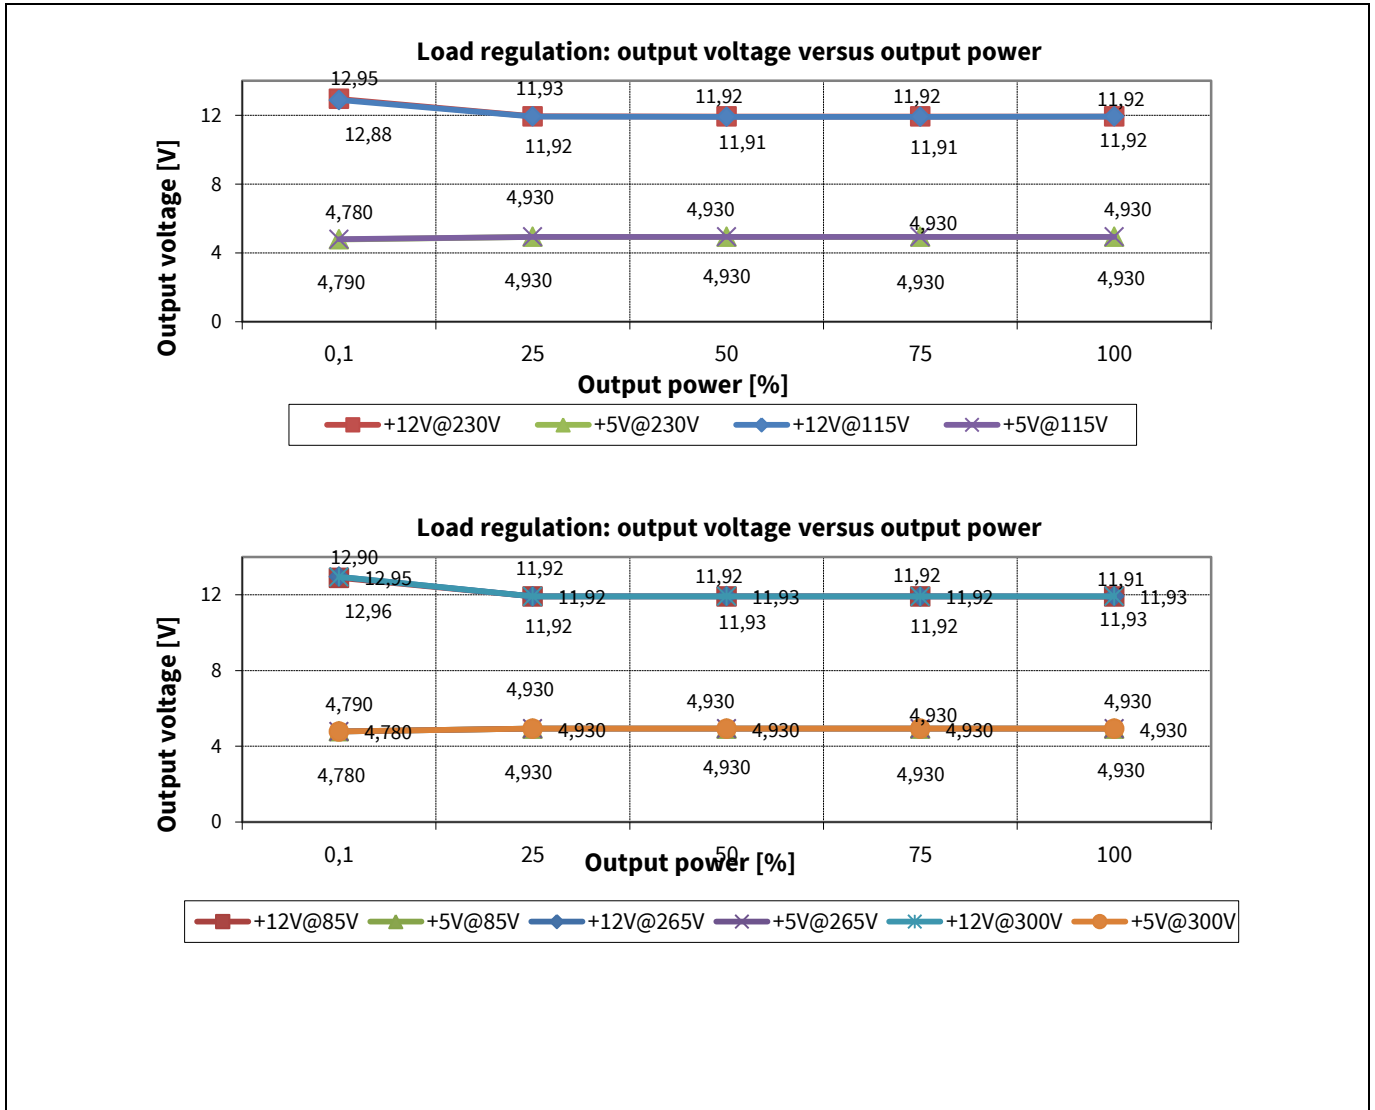 Load regulation: output voltage versus output power
12,95 11,93 11,92 11,92 11,92
12
12,88 11,92 11,91 11,91 11,92
8
4,780 4,930 4,930 4,930 4,930
4
4,790 4,930 4,930 4,930 4,930
0
Output voltage [V]
0,1 25 50 75 100
Output power [%]
+12V@230V +5V@230V +12V@115V +5V@115V
Load regulation: output voltage versus output power
12,90 11,92 11,92 11,92 11,91
12
12,95 11,92 11,93 11,92 11,93
12,96 11,92 11,93 11,92 11,93
8
4,790 4,930 4,930 4,930 4,930
4,780 4,930 4,930 4,930 4,930
4
4,780 4,930 4,930 4,930 4,930
0
Output voltage [V]
0,1 25 50 75 100
Output power [%]
+12V@85V +5V@85V +12V@265V +5V@265V +12V@300V +5V@300V